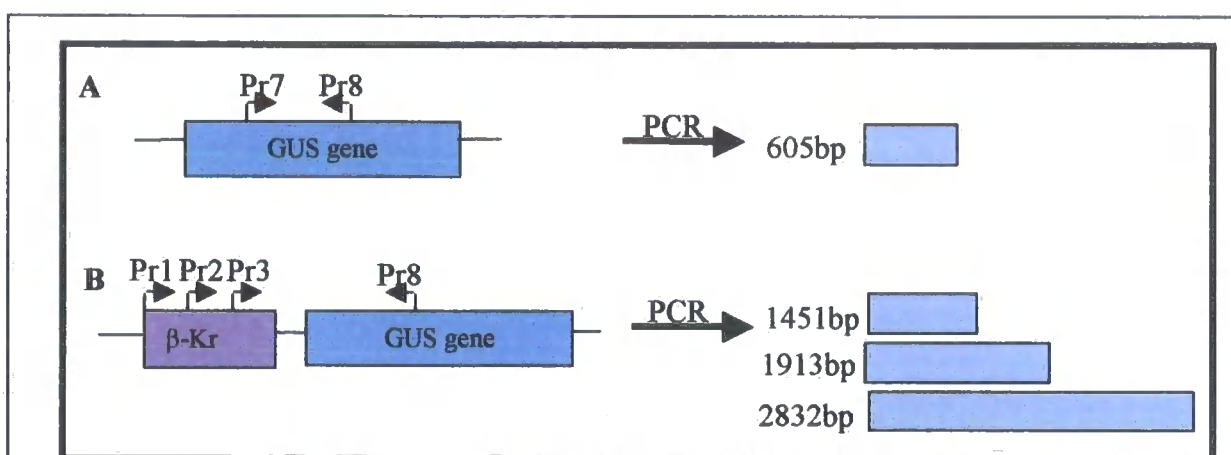 A
Pr7 Pr8
GUS gene
PCR
605bp
B
Pr1 Pr2 Pr3 Pr8
β-Kr
GUS gene
PCR
1451bp
1913bp
2832bp